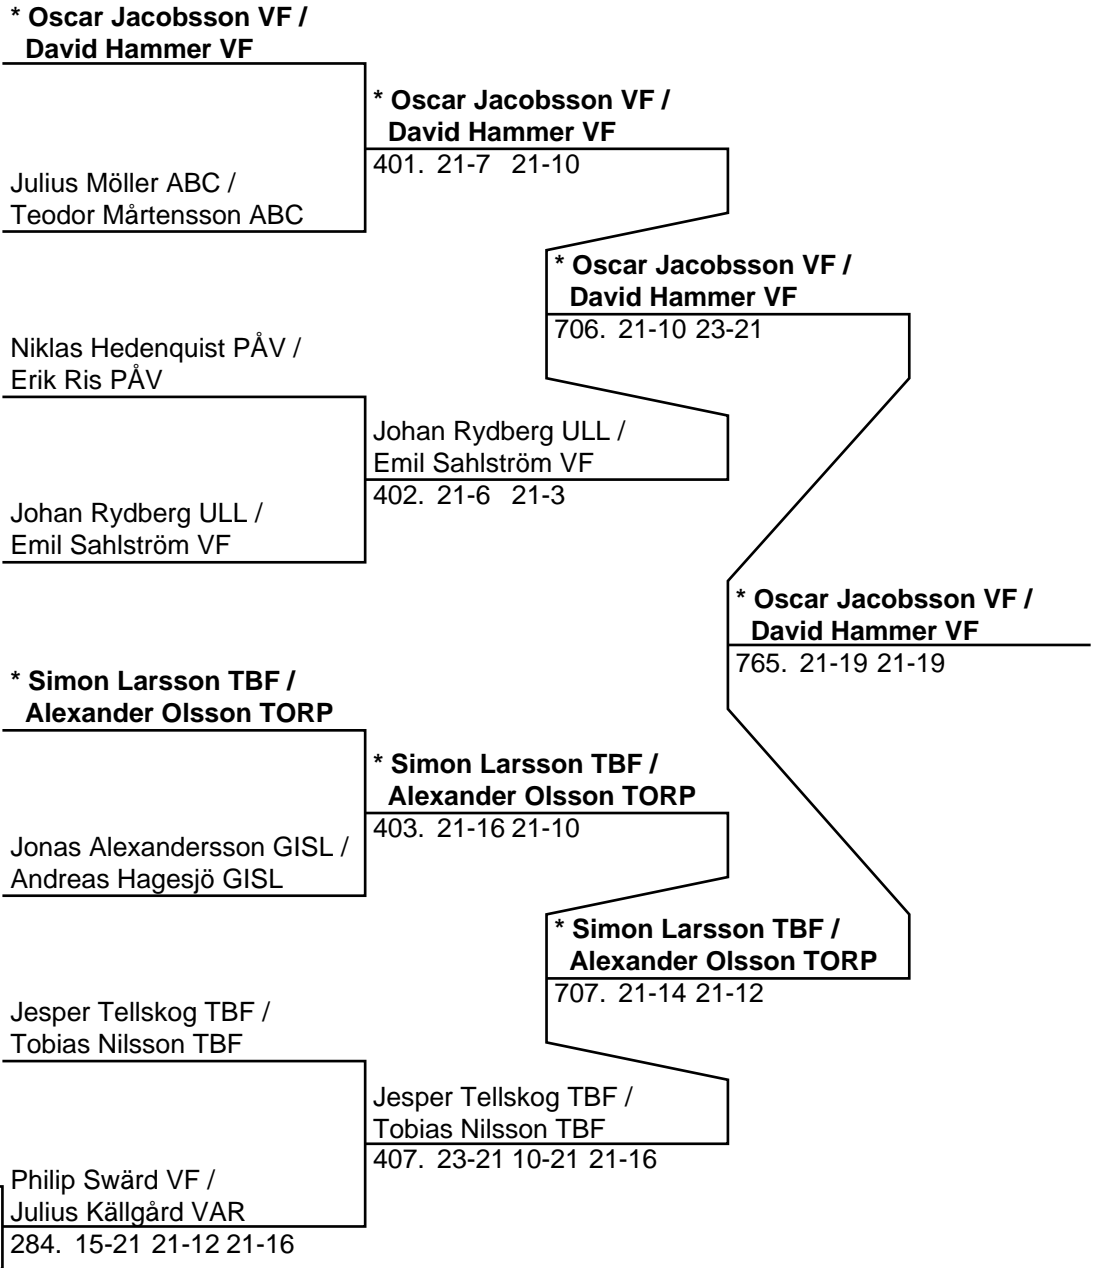 * Oscar Jacobsson VF /
David Hammer VF
* Oscar Jacobsson VF /
David Hammer VF
401. 21-7 21-10
Julius Möller ABC /
Teodor Mårtensson ABC
* Oscar Jacobsson VF /
David Hammer VF
706. 21-10 23-21
Niklas Hedenquist PÅV /
Erik Ris PÅV
Johan Rydberg ULL /
Emil Sahlström VF
402. 21-6 21-3
Johan Rydberg ULL /
Emil Sahlström VF
* Oscar Jacobsson VF /
David Hammer VF
765. 21-19 21-19
* Simon Larsson TBF /
Alexander Olsson TORP
* Simon Larsson TBF /
Alexander Olsson TORP
403. 21-16 21-10
Jonas Alexandersson GISL /
Andreas Hagesjö GISL
* Simon Larsson TBF /
Alexander Olsson TORP
707. 21-14 21-12
Jesper Tellskog TBF /
Tobias Nilsson TBF
Jesper Tellskog TBF /
Tobias Nilsson TBF
407. 23-21 10-21 21-16
Philip Swärd VF /
Julius Källgård VAR
284. 15-21 21-12 21-16